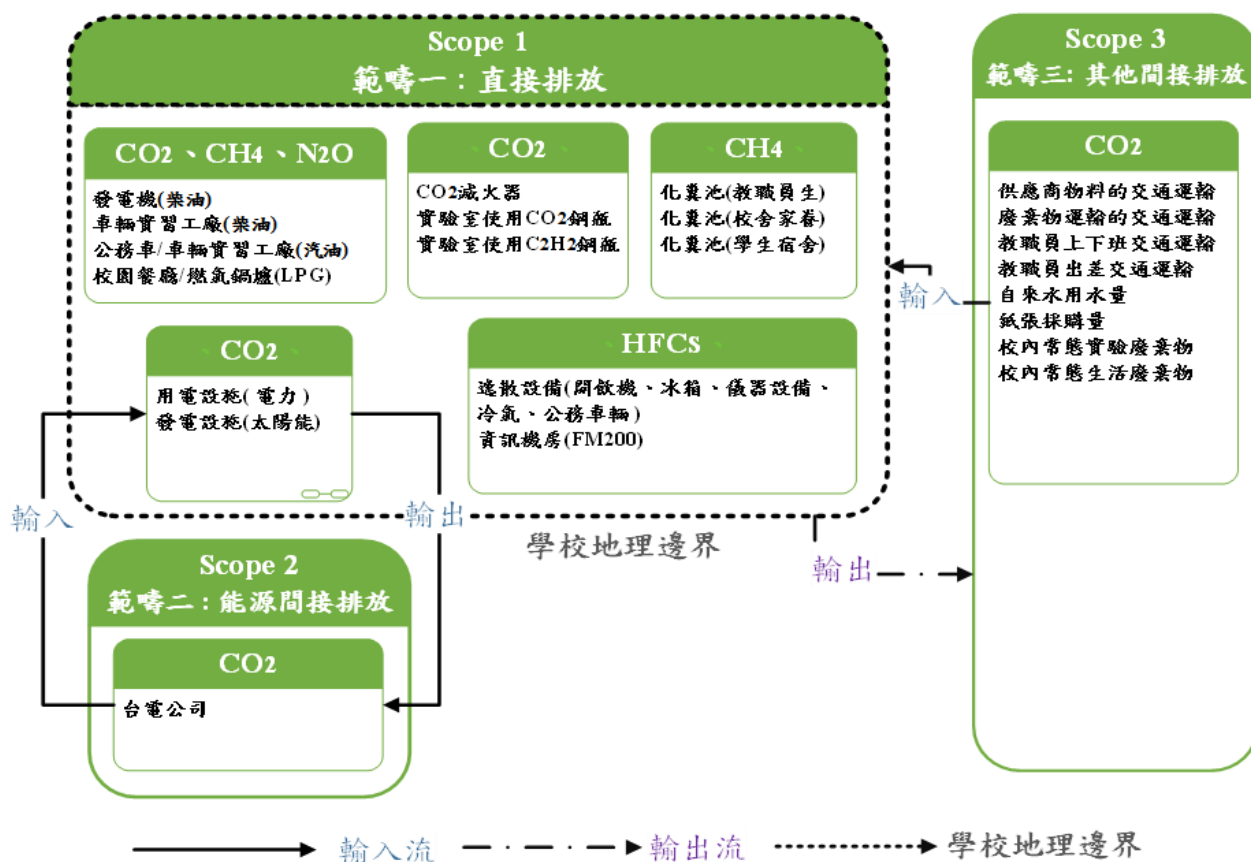 Scope 1
範疇一：直接排放
CO2、CH4、N2O
發電機(柴油)
車輛實習工廠(柴油)
公務車/車輛實習工廠(汽油)
校園餐廳/燃氣鍋爐(LPG)
CO2
CO2滅火器
實驗室使用CO2鋼瓶
實驗室使用C2H2鋼瓶
CH4
化糞池(教職員生)
化糞池(校舍家眷)
化糞池(學生宿舍)
CO2
用電設施(電力)
發電設施(太陽能)
HFCs
逸散設備(開飲機、冰箱、儀器設備、
冷氣、公務車輛)
資訊機房(FM200)
輸入
輸出
學校地理邊界
Scope 2
範疇二：能源間接排放
CO2
台電公司
Scope 3
範疇三: 其他間接排放
CO2
供應商物料的交通運輸
廢棄物運輸的交通運輸
教職員上下班交通運輸
教職員出差交通運輸
自來水用水量
紙張採購量
校內常態實驗廢棄物
校內常態生活廢棄物
輸入
輸出
輸入流
輸出流
學校地理邊界